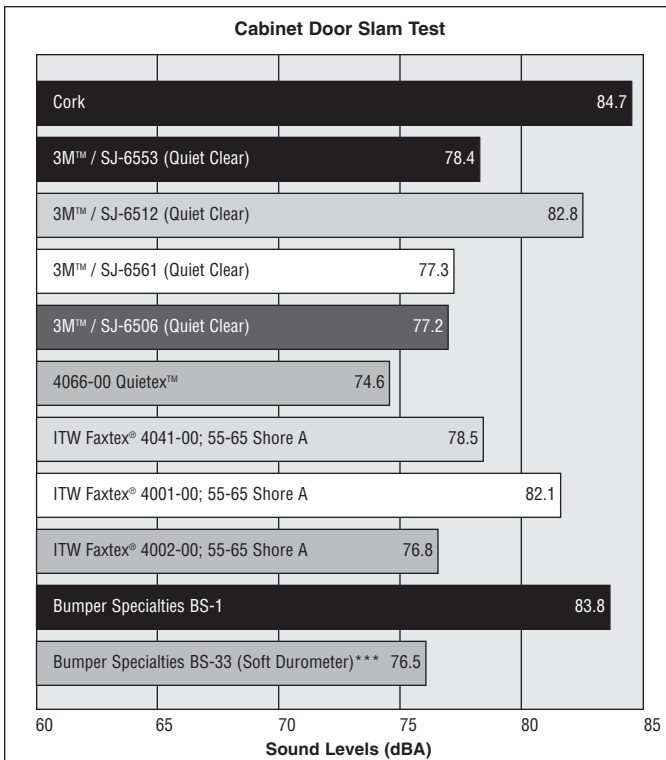 Cabinet Door Slam Test
Cork 84.7
3M™ / SJ-6553 (Quiet Clear) 78.4
3M™ / SJ-6512 (Quiet Clear) 82.8
3M™ / SJ-6561 (Quiet Clear) 77.3
3M™ / SJ-6506 (Quiet Clear) 77.2
4066-00 Quietex™ 74.6
ITW Faxtex® 4041-00; 55-65 Shore A 78.5
ITW Faxtex® 4001-00; 55-65 Shore A 82.1
ITW Faxtex® 4002-00; 55-65 Shore A 76.8
Bumper Specialties BS-1 83.8
Bumper Specialties BS-33 (Soft Durometer)*** 76.5
60 65 70 75 80 85
Sound Levels (dBA)